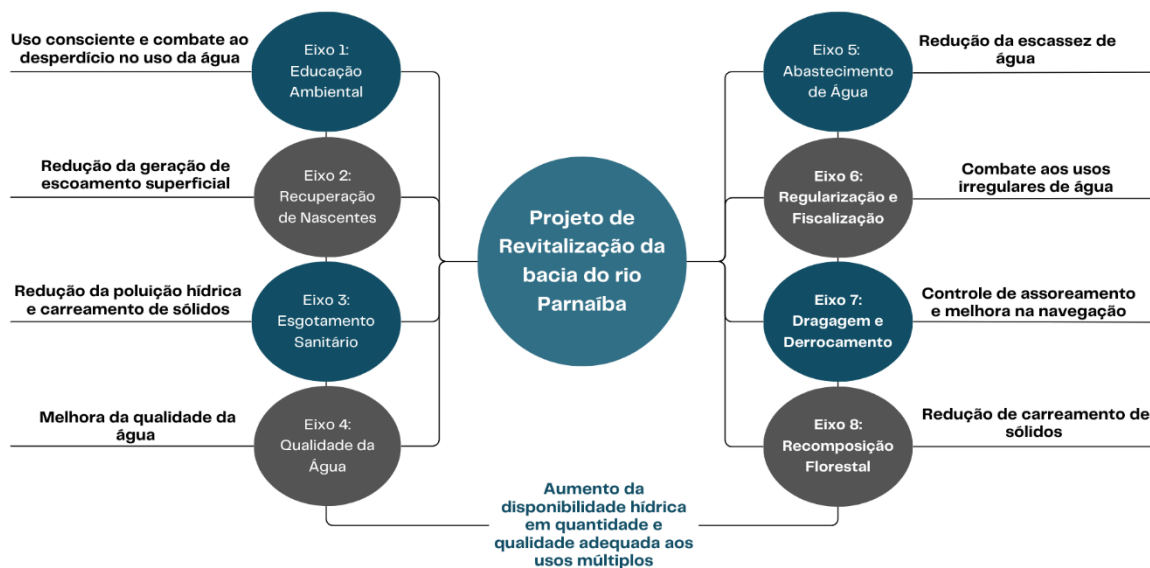 Uso consciente e combate ao
desperdício no uso da água
Eixo 1:
Educação
Ambiental
Redução da geração de
escoamento superficial
Eixo 2:
Recuperação
de Nascentes
Redução da poluição hídrica
e carreamento de sólidos
Eixo 3:
Esgotamento
Sanitário
Melhora da qualidade da
água
Eixo 4:
Qualidade da
Água
Projeto de
Revitalização da
bacia do rio
Parnaíba
Eixo 5:
Abastecimento
de Água
Redução da escassez de
água
Eixo 6:
Regularização e
Fiscalização
Combate aos usos
irregulares de água
Eixo 7:
Dragagem e
Derrocamento
Controle de assoreamento
e melhora na navegação
Eixo 8:
Recomposição
Florestal
Redução de carreamento de
sólidos
Aumento da
disponibilidade hídrica
em quantidade e
qualidade adequada aos
usos múltiplos